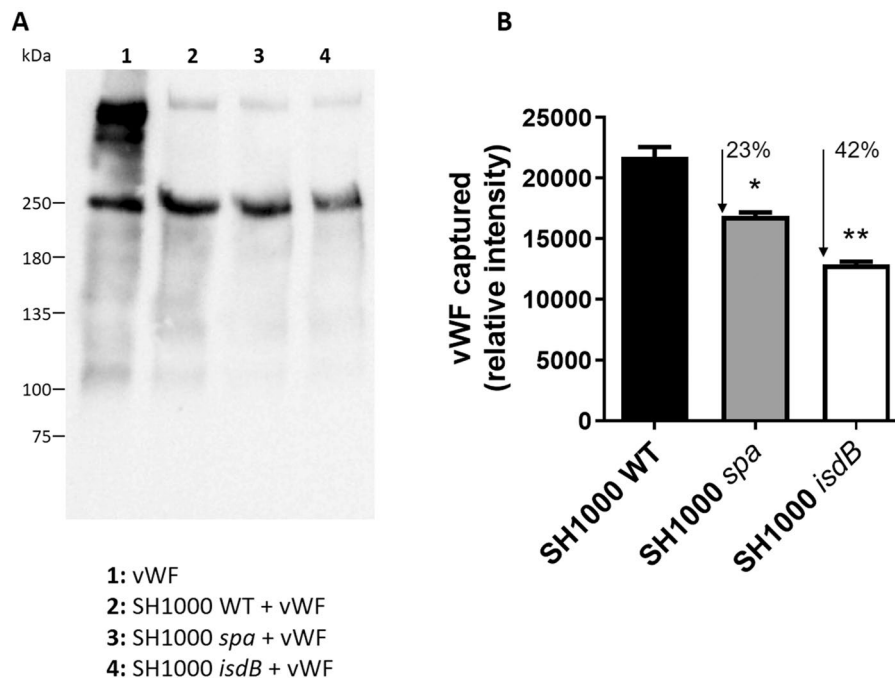 A
kDa 1 2 3 4
250
180
135
100
75
1: vWF
2: SH1000 WT + vWF
3: SH1000 spa + vWF
4: SH1000 isdB + vWF
B
vWF captured
(relative intensity)
25000
20000
15000
10000
5000
0
23%
*
42%
**
SH1000 WT
SH1000 spa
SH1000 isdB